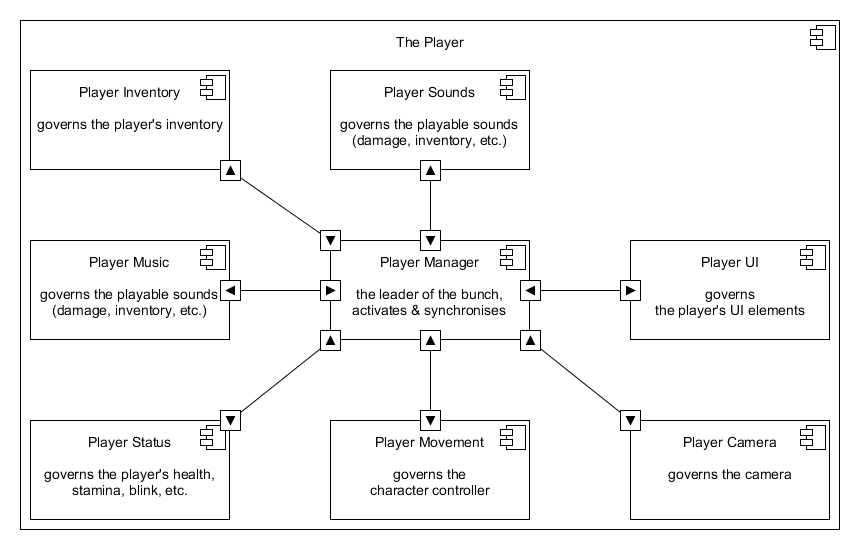 The Player
Player Inventory
governs the player's inventory
Player Sounds
governs the playable sounds
(damage, inventory, etc.)
Player Music
governs the playable sounds
(damage, inventory, etc.)
Player Manager
the leader of the bunch,
activates & synchronises
Player UI
governs
the player's UI elements
Player Status
governs the player's health,
stamina, blink, etc.
Player Movement
governs the
character controller
Player Camera
governs the camera